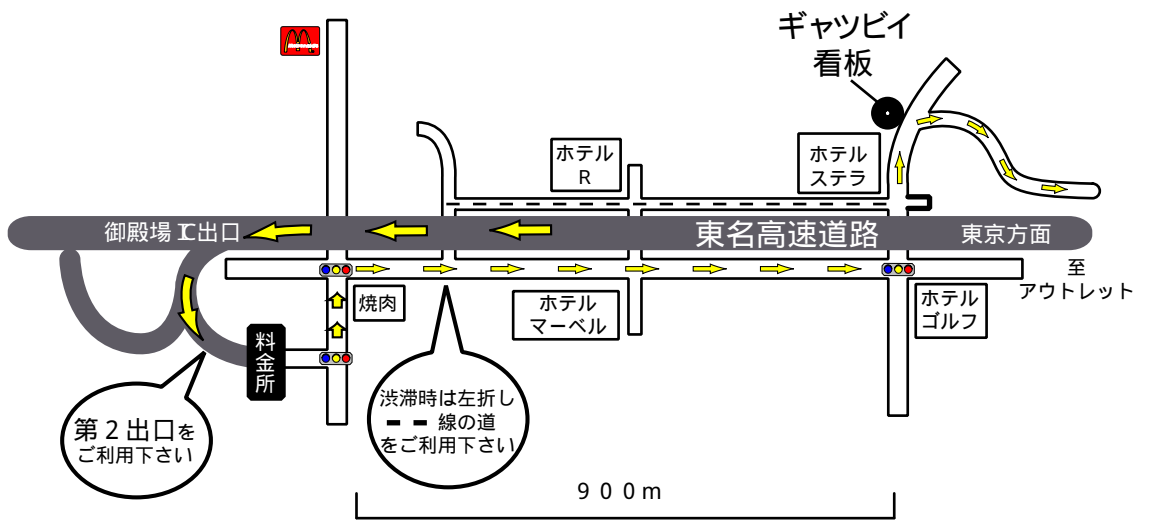 ギャツビイ
看板
ホテル
R
ホテル
ステラ
御殿場IC出口
東名高速道路
東京方面
至
アウトレット
焼肉
ホテル
マーベル
ホテル
ゴルフ
料金所
渋滞時は左折し
線の道
をご利用下さい
第2出口を
ご利用下さい
900m